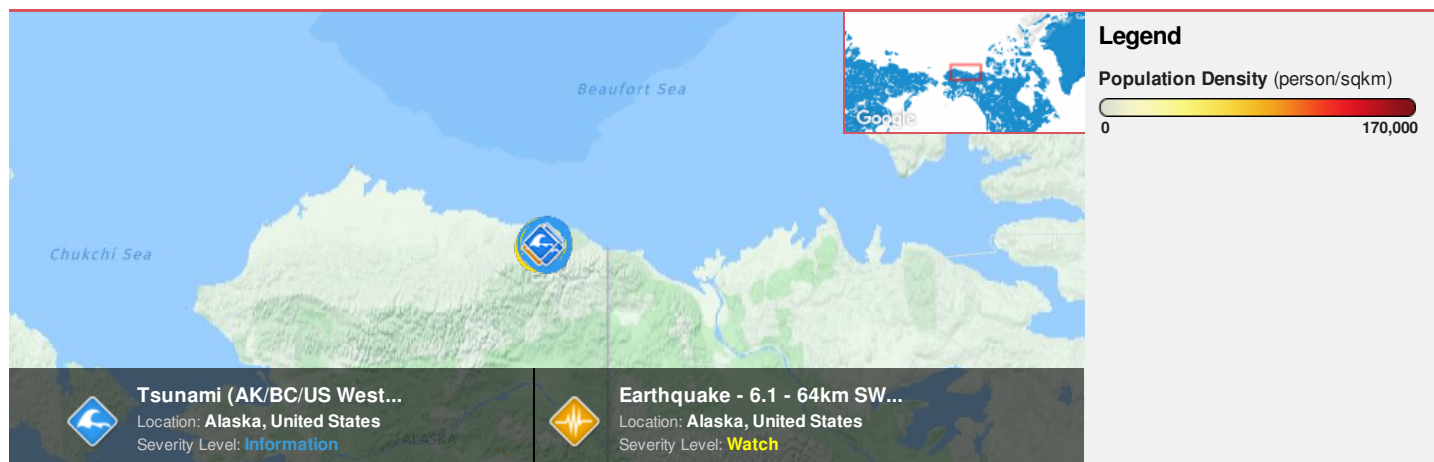 Beaufort Sea
Google
Chukchi Sea
ALASKA
Tsunami (AK/BC/US West...
Location: Alaska, United States
Severity Level: Information
Earthquake - 6.1 - 64km SW...
Location: Alaska, United States
Severity Level: Watch
Legend
Population Density (person/sqkm)
0 170,000